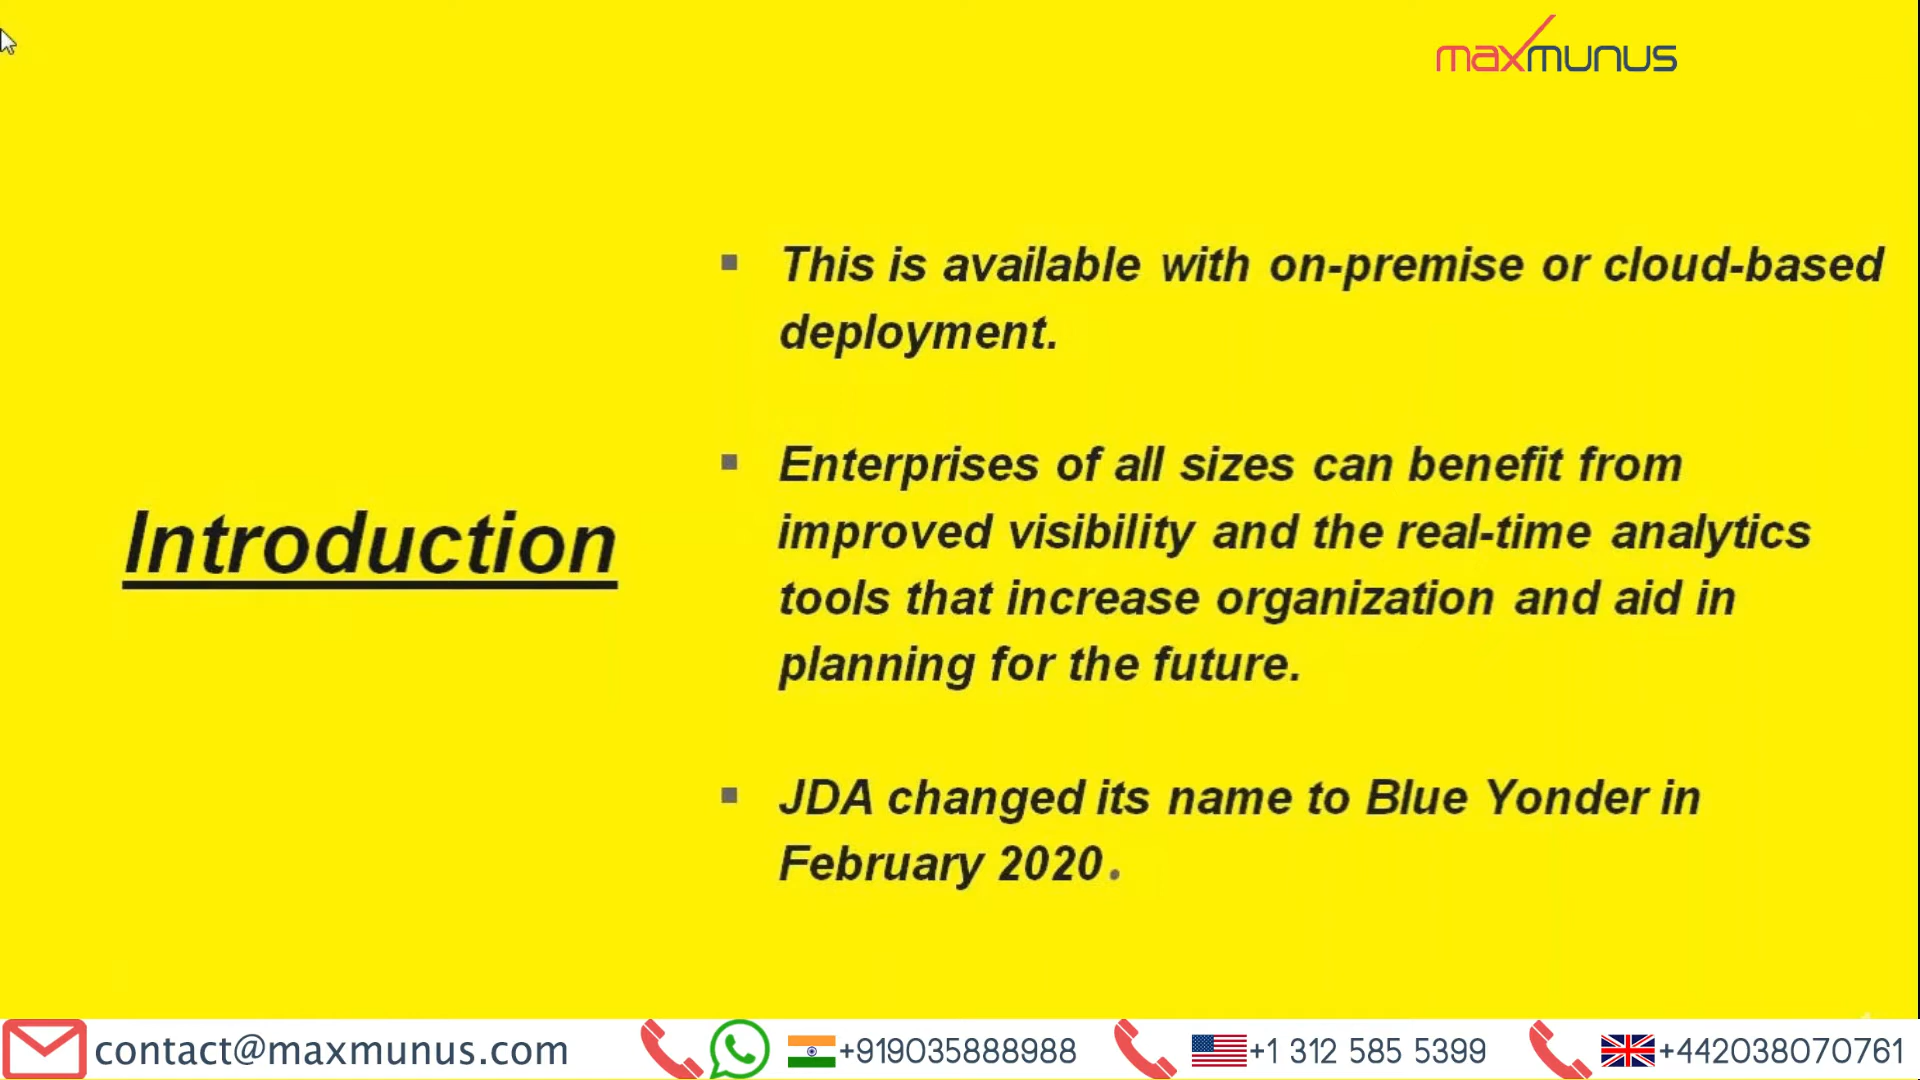 maxmunus
This is available with on-premise or cloud-based
deployment.
Enterprises of all sizes can benefit from
improved visibility and the real-time analytics
tools that increase organization and aid in
planning for the future.
Introduction
JDA changed its name to Blue Yonder in
February 2020.
contact@maxmunus.com
+919035888988
+1 312 585 5399
+442038070761